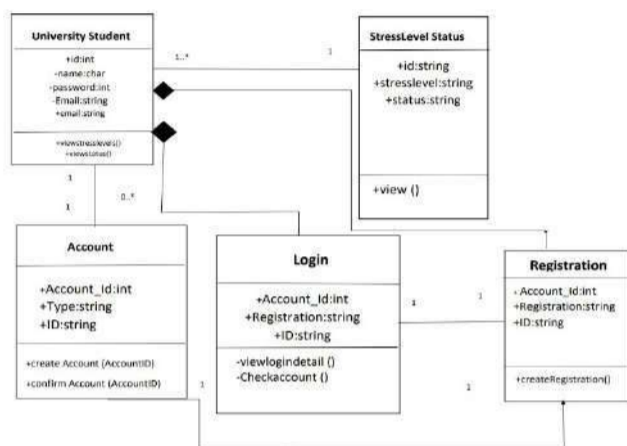 University Student
+id:int
-name:char
-password:int
-Email:string
+email:string
+viewstresslevels()
+viewstatus()
1..*
1
StressLevel Status
+id:string
+stresslevel:string
+status:string
+view ()
1
1
0..*
Account
+Account_Id:int
+Type:string
+ID:string
+create Account (AccountID)
+confirm Account (AccountID)
1
Login
+Account_Id:int
+Registration:string
+ID:string
-viewlogindetail ()
-Checkaccount ()
1
1
1
Registration
- Account_Id:int
+Registration:string
+ID:string
+createRegistration()